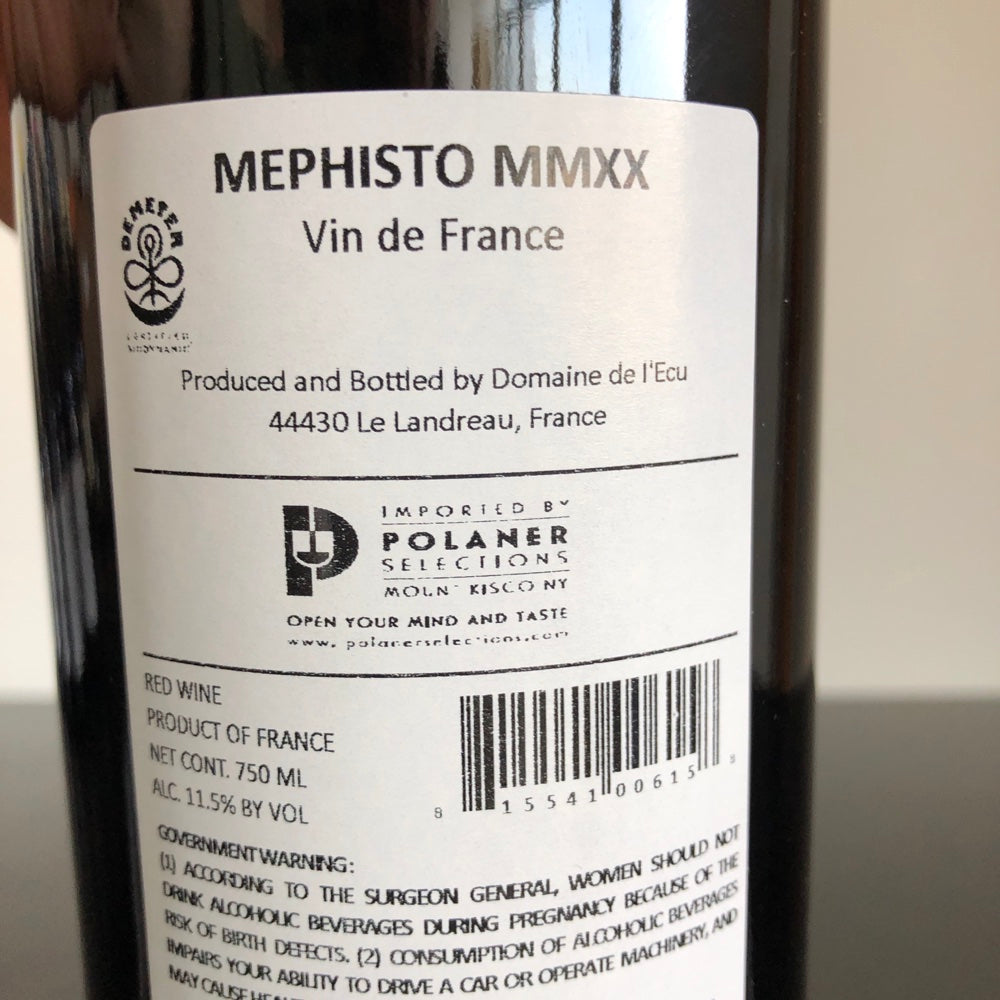 MEPHISTO MMXX
Vin de France
DEMETER
CERTIFIED
BIODYNAMIC
Produced and Bottled by Domaine de l'Ecu
44430 Le Landreau, France
IMPORTED BY
POLANER
SELECTIONS
MOUNT KISCO NY
OPEN YOUR MIND AND TASTE
www.polanerselections.com
RED WINE
PRODUCT OF FRANCE
NET CONT. 750 ML
ALC. 11.5% BY VOL
8 15541 00615 8
GOVERNMENT WARNING:
(1) ACCORDING TO THE SURGEON GENERAL, WOMEN SHOULD NOT
DRINK ALCOHOLIC BEVERAGES DURING PREGNANCY BECAUSE OF THE
RISK OF BIRTH DEFECTS. (2) CONSUMPTION OF ALCOHOLIC BEVERAGES
IMPAIRS YOUR ABILITY TO DRIVE A CAR OR OPERATE MACHINERY, AND
MAY CAUSE